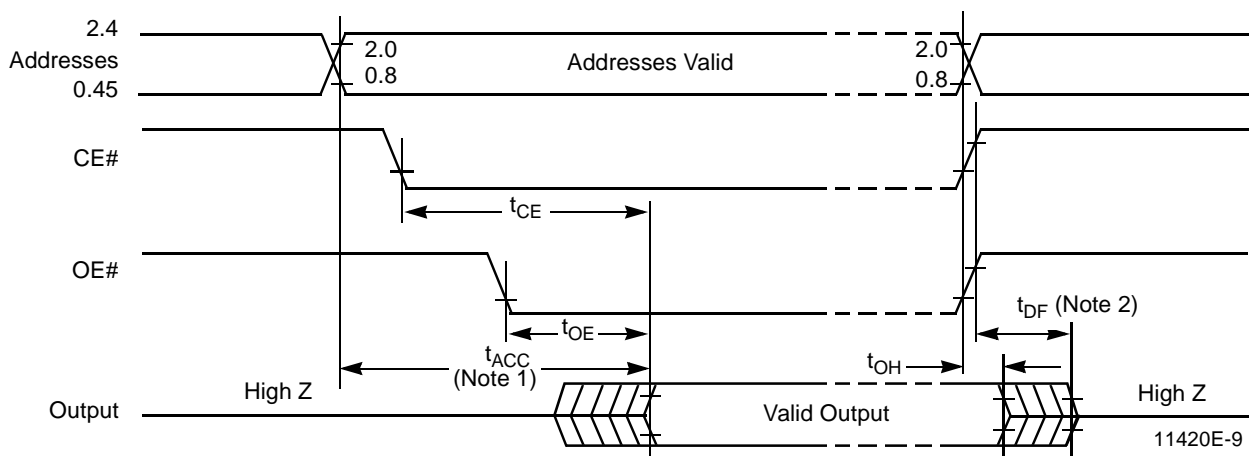 2.4
Addresses
0.45
2.0
0.8
Addresses Valid
2.0
0.8
CE#
tCE
OE#
tOE
tDF (Note 2)
tACC
(Note 1)
tOH
High Z
Output
Valid Output
High Z
11420E-9